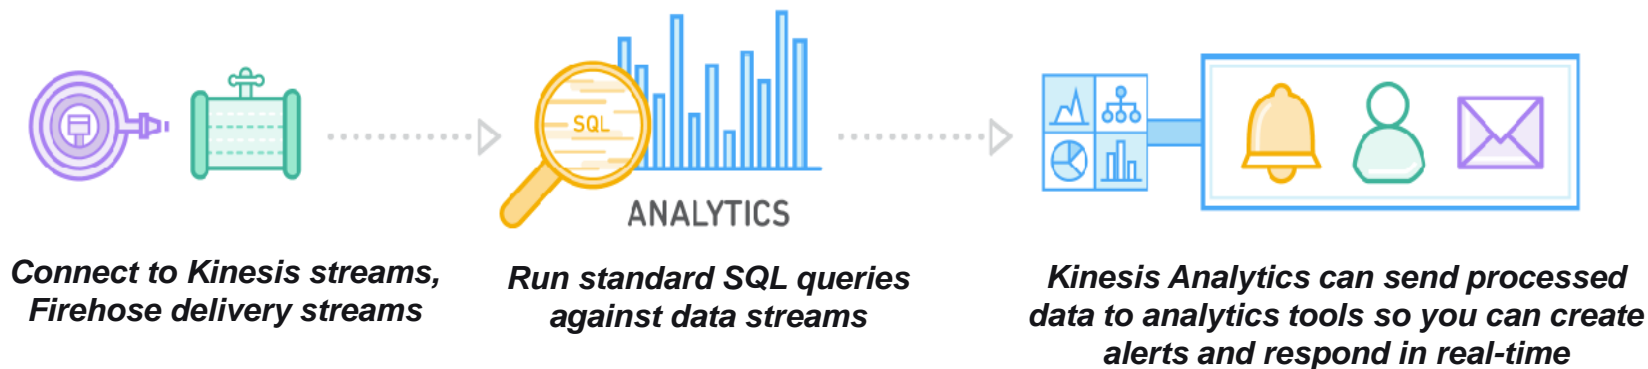 SQL
ANALYTICS
Connect to Kinesis streams,
Firehose delivery streams
Run standard SQL queries
against data streams
Kinesis Analytics can send processed
data to analytics tools so you can create
alerts and respond in real-time